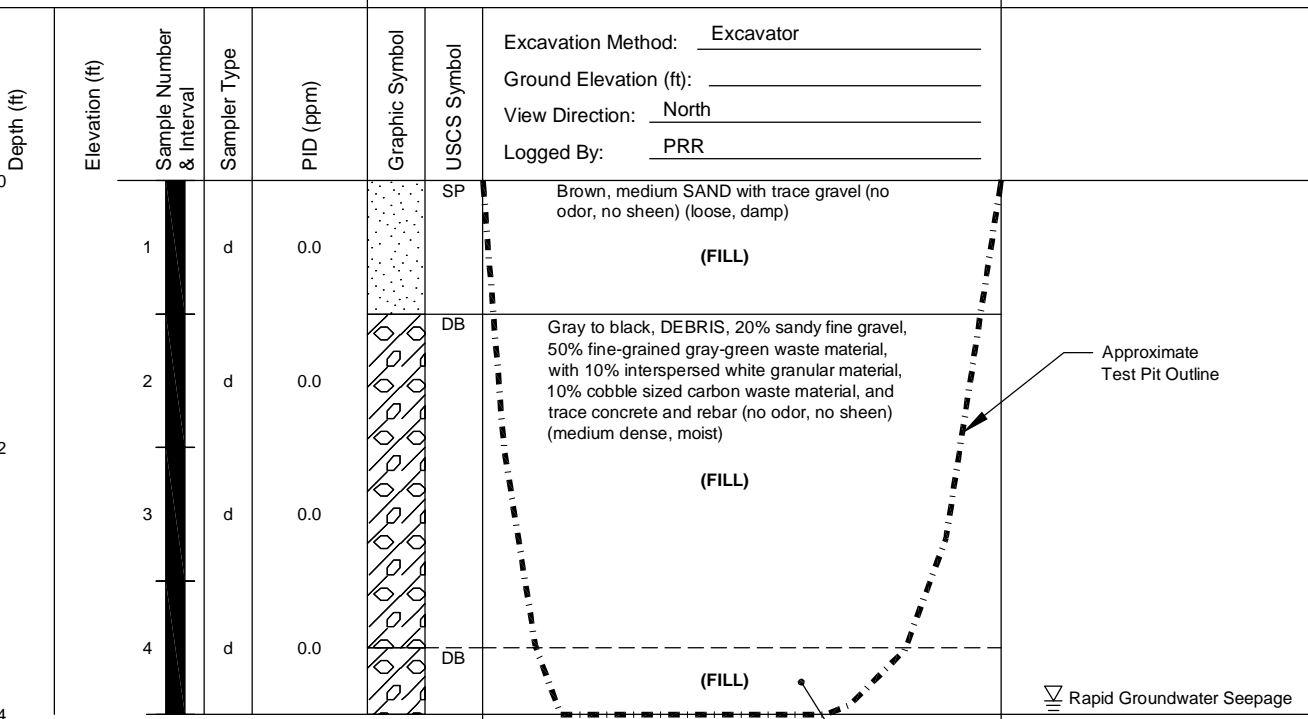 Depth (ft)
Elevation (ft)
Sample Number
& Interval
Sampler Type
PID (ppm)
Graphic Symbol
USCS Symbol
Excavation Method: Excavator
Ground Elevation (ft):
View Direction: North
Logged By: PRR
0
SP
Brown, medium SAND with trace gravel (no
odor, no sheen) (loose, damp)
1 d 0.0
(FILL)
DB
Gray to black, DEBRIS, 20% sandy fine gravel,
50% fine-grained gray-green waste material,
with 10% interspersed white granular material,
10% cobble sized carbon waste material, and
trace concrete and rebar (no odor, no sheen)
(medium dense, moist)
Approximate
Test Pit Outline
2 d 0.0
2
(FILL)
3 d 0.0
4 d 0.0
DB
(FILL)
Rapid Groundwater Seepage
4